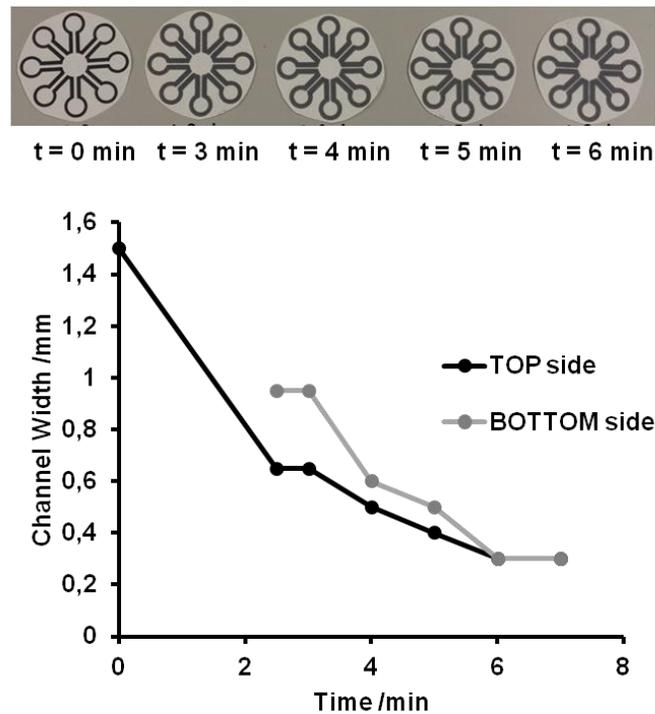 t = 0 min t = 3 min t = 4 min t = 5 min t = 6 min
1,6
1,4
1,2
1
0,8
0,6
0,4
0,2
0
Channel Width /mm
TOP side
BOTTOM side
0 2 4 6 8
Time /min